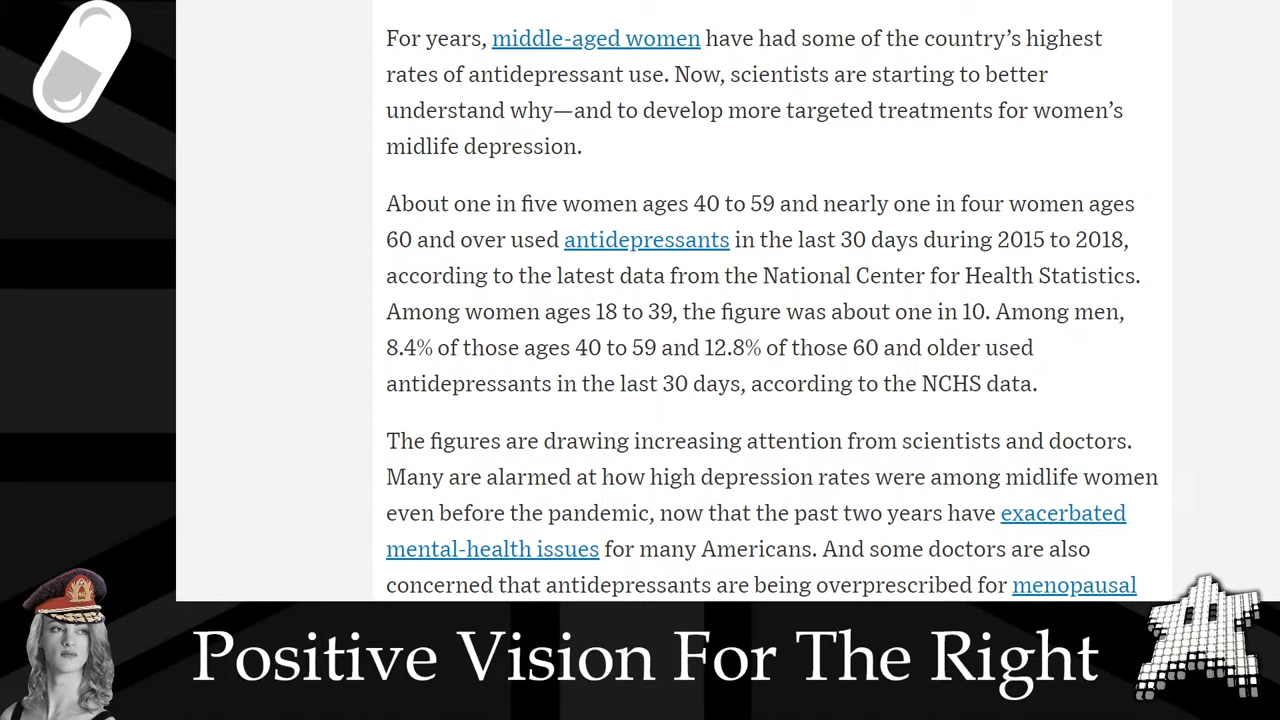 For years, middle-aged women have had some of the country’s highest
rates of antidepressant use. Now, scientists are starting to better
understand why—and to develop more targeted treatments for women’s
midlife depression.
About one in five women ages 40 to 59 and nearly one in four women ages
60 and over used antidepressants in the last 30 days during 2015 to 2018,
according to the latest data from the National Center for Health Statistics.
Among women ages 18 to 39, the figure was about one in 10. Among men,
8.4% of those ages 40 to 59 and 12.8% of those 60 and older used
antidepressants in the last 30 days, according to the NCHS data.
The figures are drawing increasing attention from scientists and doctors.
Many are alarmed at how high depression rates were among midlife women
even before the pandemic, now that the past two years have exacerbated
mental-health issues for many Americans. And some doctors are also
concerned that antidepressants are being overprescribed for menopausal
Positive Vision For The Right